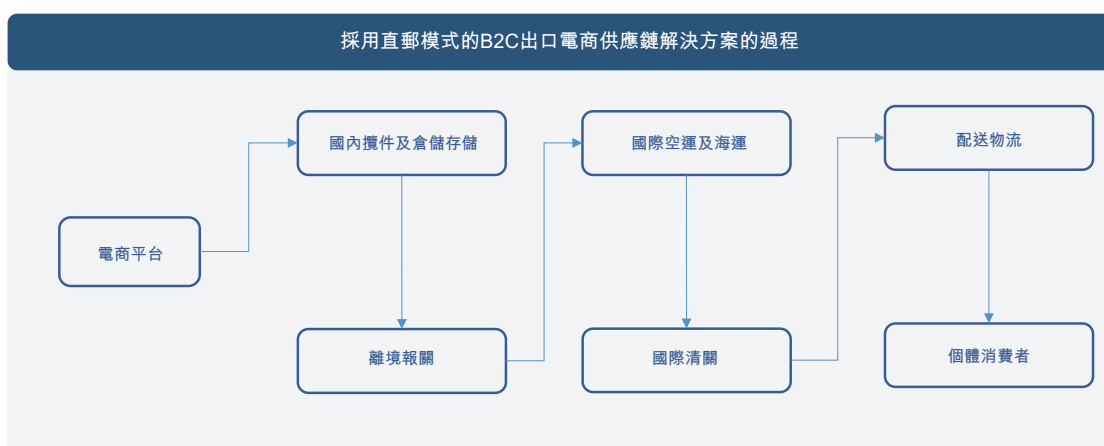 採用直郵模式的B2C出口電商供應鏈解決方案的過程
電商平台
國內攬件及倉儲存儲
離境報關
國際空運及海運
國際清關
配送物流
個體消費者